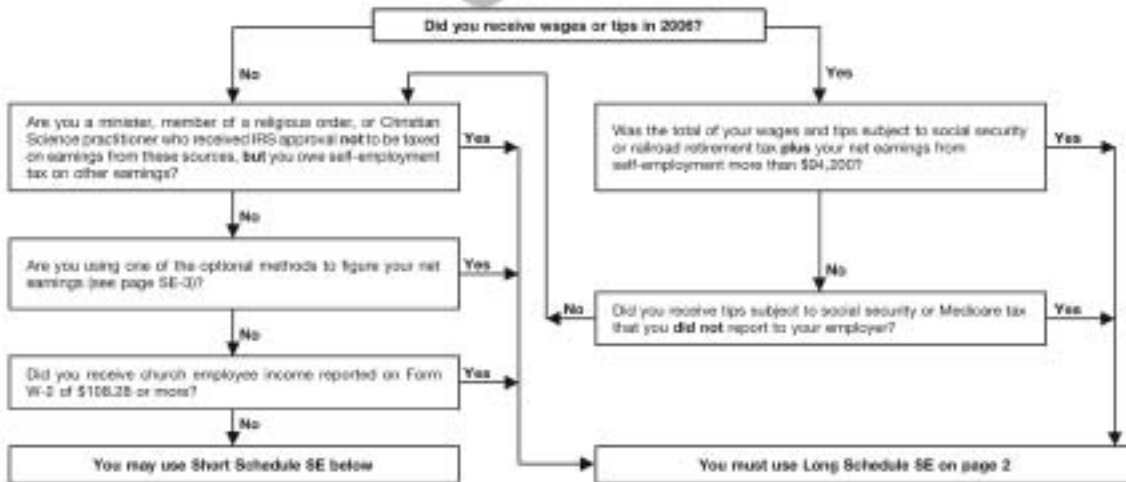 Did you receive wages or tips in 2006?
No
Yes
Are you a minister, member of a religious order, or Christian
Science practitioner who received IRS approval not to be taxed
on earnings from these sources, but you owe self-employment
tax on other earnings?
Yes
Was the total of your wages and tips subject to social security
or railroad retirement tax plus your net earnings from
self-employment more than $94,200?
Yes
No
Are you using one of the optional methods to figure your net
earnings (see page SE-3)?
Yes
No
No
Did you receive tips subject to social security or Medicare tax
that you did not report to your employer?
Yes
No
Did you receive church employee income reported on Form
W-2 of $108.28 or more?
Yes
No
You may use Short Schedule SE below
You must use Long Schedule SE on page 2